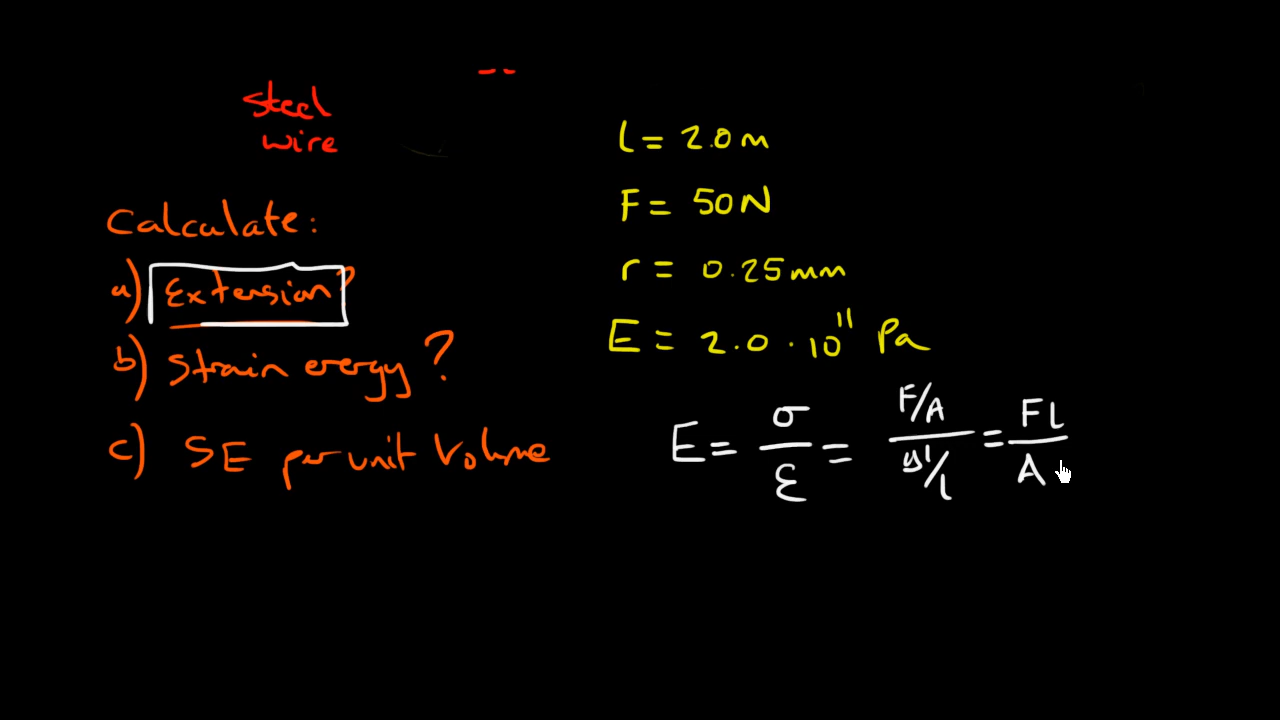 --
Steel
wire
Calculate:
a) Extension?
b) Strain energy?
c) SE per unit Volume
l = 2.0 m
F = 50 N
r = 0.25 mm
E = 2.0 · 10¹¹ Pa
E = σ/ε = (F/A)/(/l) = Fl/A